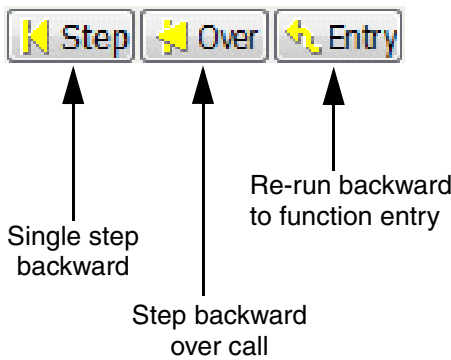 Step Over Entry
Re-run backward
to function entry
Single step
backward
Step backward
over call